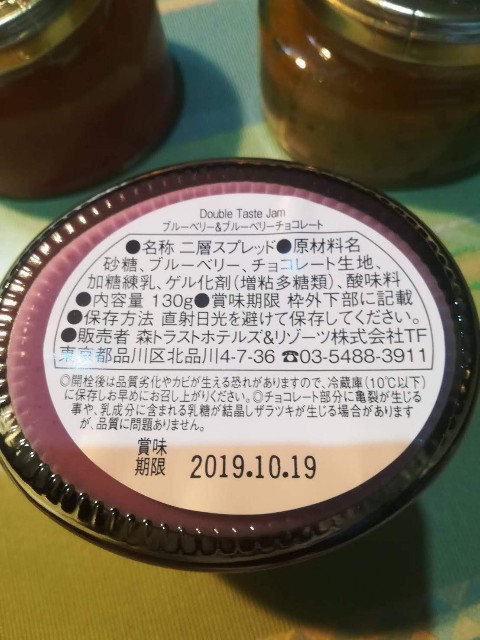 Double Taste Jam
ブルーベリー&ブルーベリーチョコレート
●名称 二層スプレッド●原材料名
砂糖、ブルーベリー、チョコレート生地、
加糖練乳、ゲル化剤（増粘多糖類）、酸味料
●内容量 130g●賞味期限 枠外下部に記載
●保存方法 直射日光を避けて保存してください。
●販売者 森トラストホテルズ&リゾーツ株式会社TF
東京都品川区北品川4-7-36 ☎03-5488-3911
◎開栓後は品質劣化やカビが生える恐れがありますので、冷蔵庫(10℃以下)
に保存しお早めにお召し上がりください。◎チョコレート部分に亀裂が生じる
事や、乳成分に含まれる乳糖が結晶しザラツキが生じる場合があります
が、品質に問題ありません。
賞味
期限 2019.10.19